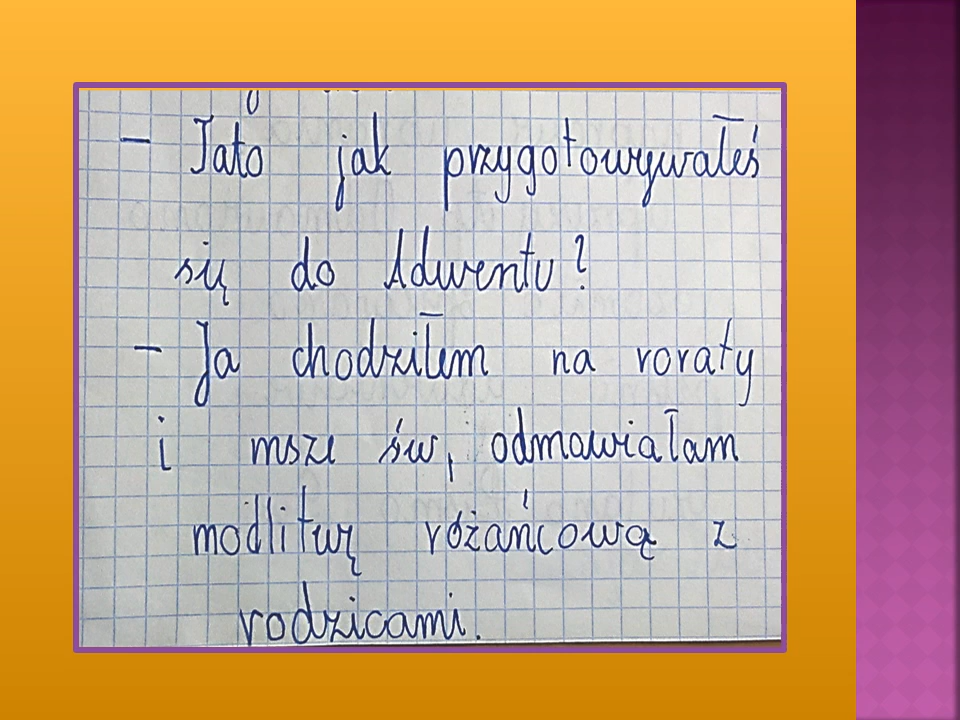 - Tato jak przygotowywałeś
się do Adwentu?
- Ja chodziłem na roraty
i msze św, odmawiałam
modlitwę różańcową z
rodzicami.